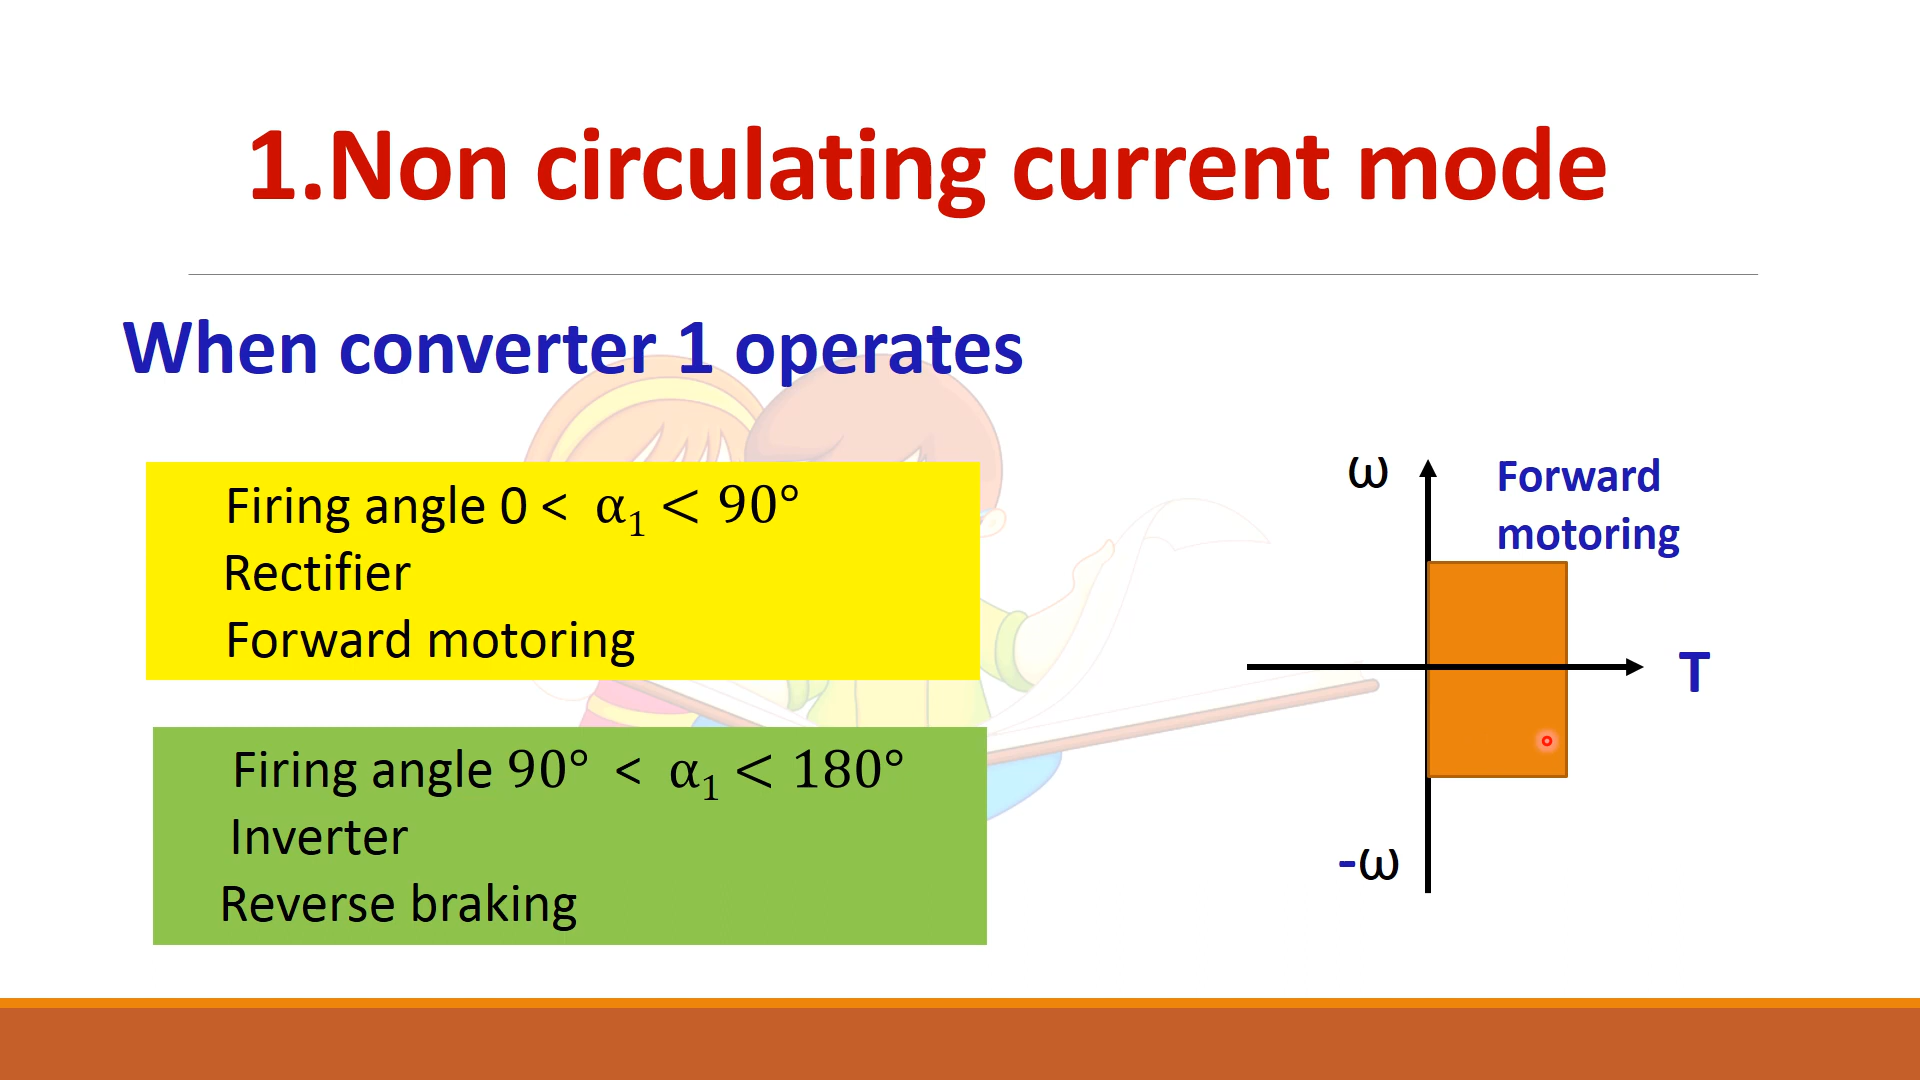 1.Non circulating current mode
When converter 1 operates
Firing angle 0 < α₁ < 90°
Rectifier
Forward motoring
Firing angle 90° < α₁ < 180°
Inverter
Reverse braking
ω
Forward
motoring
T
-ω